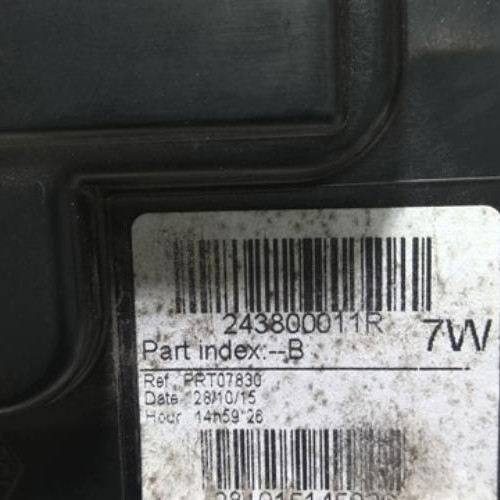 243800011R
7W
Part index:--B
Ref PRT07830
Date 28/10/15
Hour 14h59'26